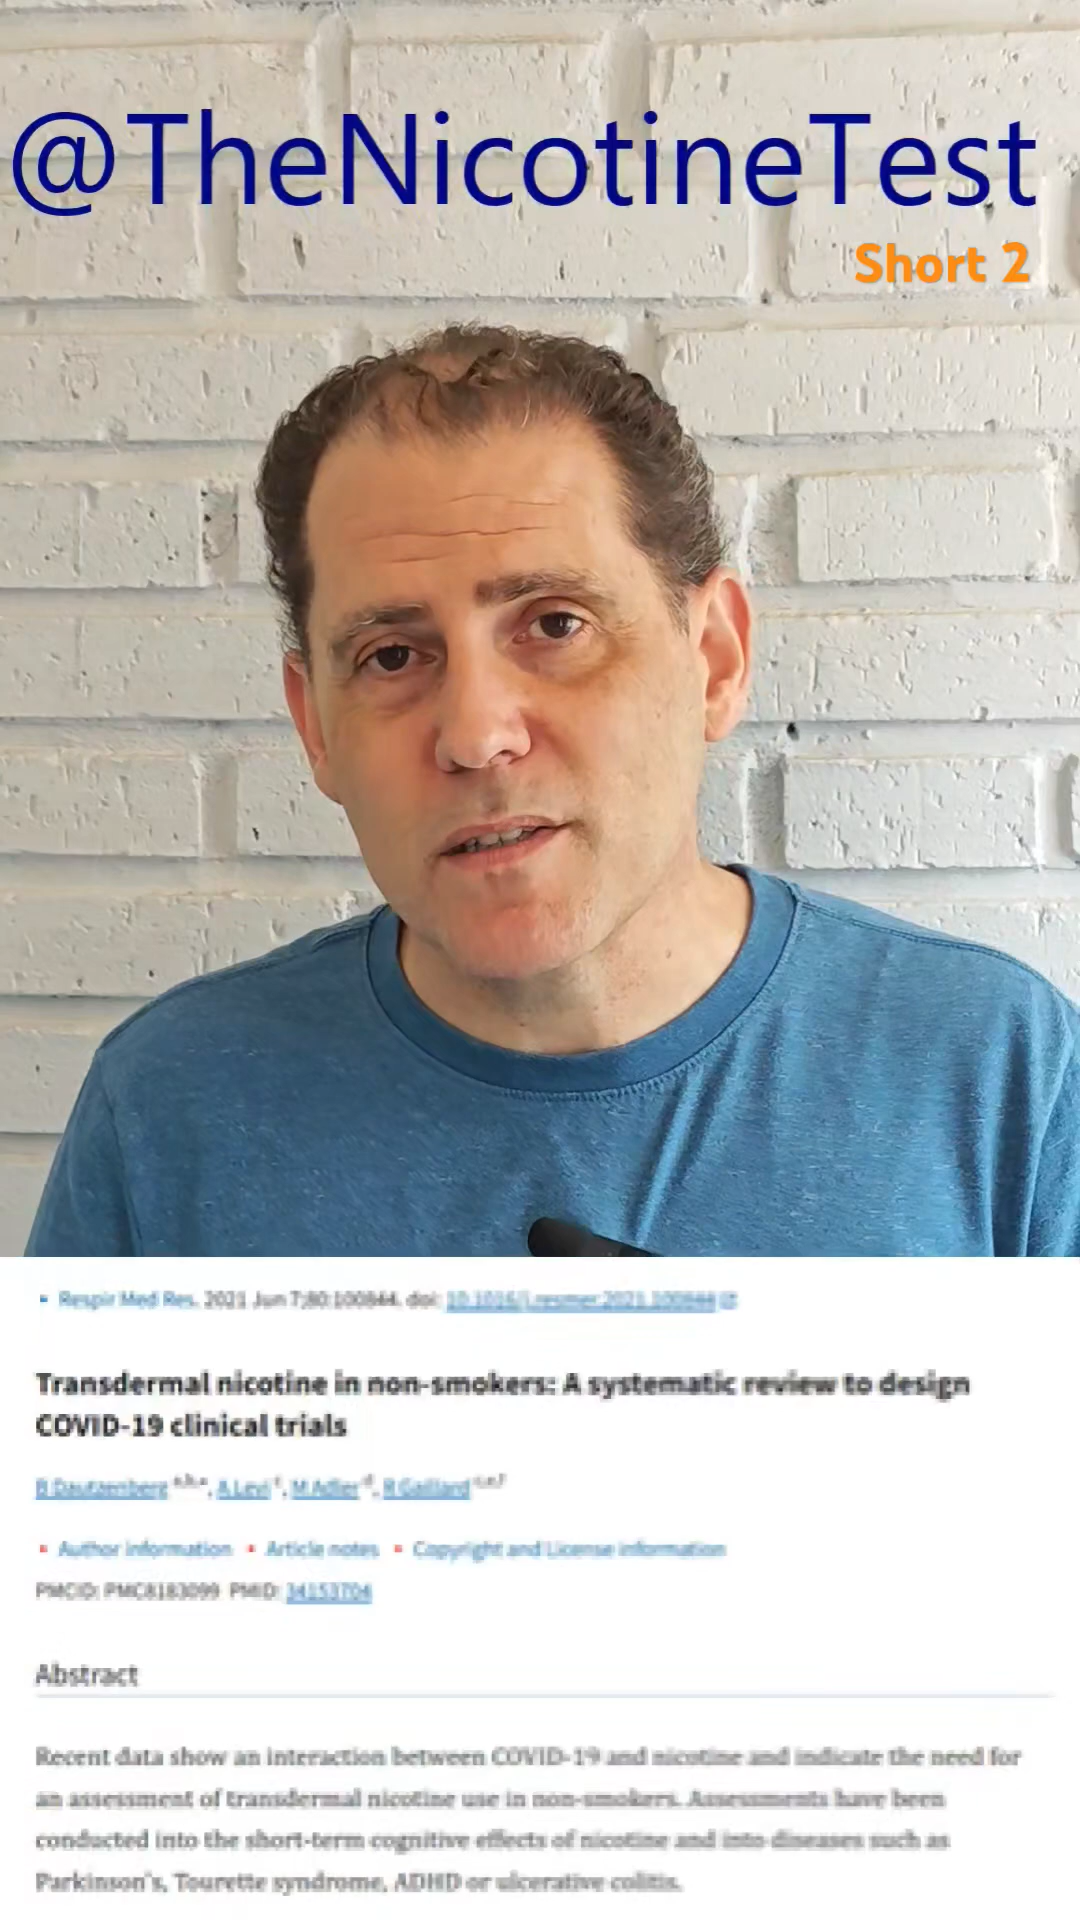 @TheNicotineTest
Short 2
Respir Med Res. 2021 Jun 7;80:100844. doi: 10.1016/j.resmer.2021.100844
Transdermal nicotine in non-smokers: A systematic review to design
COVID-19 clinical trials
B Dautzenberg, A Levi, M Adler, R Gaillard
Author information Article notes Copyright and License information
PMCID: PMC8183099 PMID: 34153704
Abstract
Recent data show an interaction between COVID-19 and nicotine and indicate the need for
an assessment of transdermal nicotine use in non-smokers. Assessments have been
conducted into the short-term cognitive effects of nicotine and into diseases such as
Parkinson's, Tourette syndrome, ADHD or ulcerative colitis.